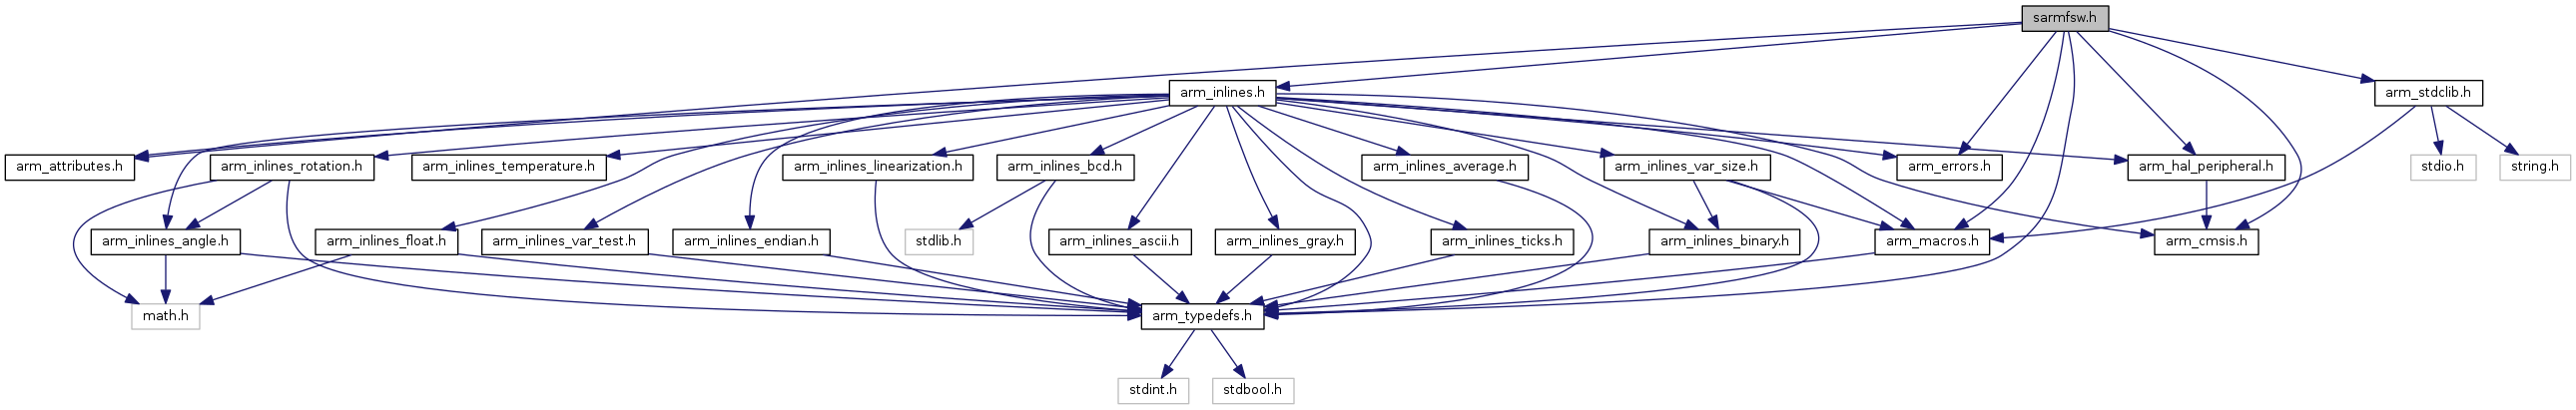 sarmfsw.h
arm_inlines.h
arm_stdclib.h
arm_attributes.h
arm_inlines_rotation.h
arm_inlines_temperature.h
arm_inlines_linearization.h
arm_inlines_bcd.h
arm_inlines_average.h
arm_inlines_var_size.h
arm_errors.h
arm_hal_peripheral.h
stdio.h
string.h
arm_inlines_angle.h
arm_inlines_float.h
arm_inlines_var_test.h
arm_inlines_endian.h
stdlib.h
arm_inlines_ascii.h
arm_inlines_gray.h
arm_inlines_ticks.h
arm_inlines_binary.h
arm_macros.h
arm_cmsis.h
math.h
arm_typedefs.h
stdint.h
stdbool.h